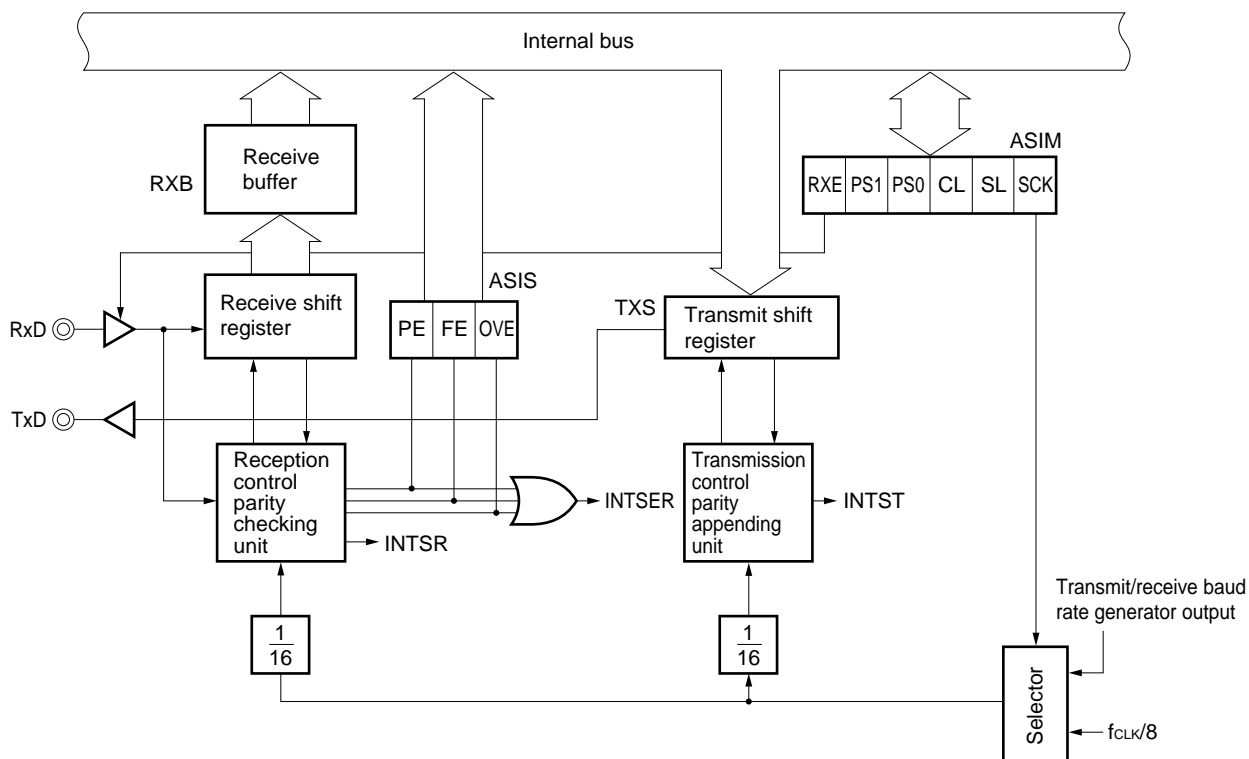 Internal bus
RXB
Receive
buffer
ASIM
RXE PS1 PS0 CL SL SCK
RxD
Receive shift
register
ASIS
PE FE OVE
TXS
Transmit shift
register
TxD
Reception
control
parity
checking
unit
INTSR
INTSER
Transmission
control
parity
appending
unit
INTST
1
16
1
16
Transmit/receive baud
rate generator output
Selector
fCLK/8